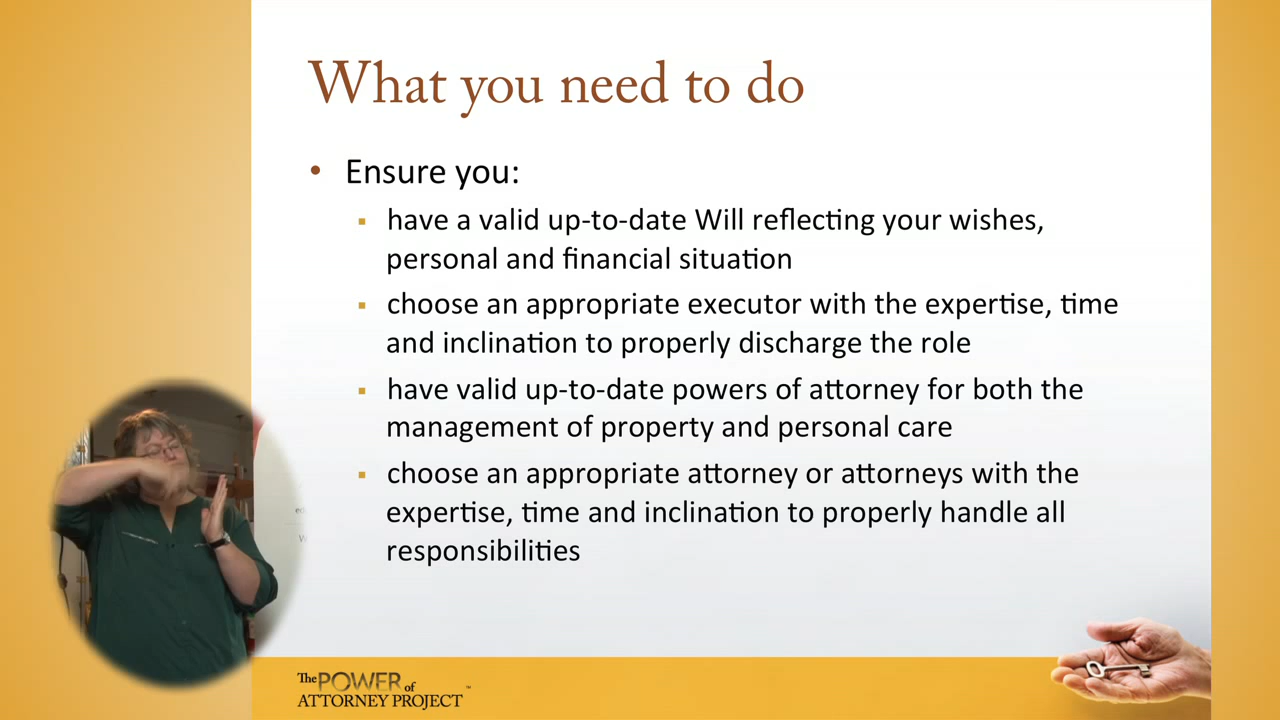 What you need to do
• Ensure you:
▪ have a valid up-to-date Will reflecting your wishes,
personal and financial situation
▪ choose an appropriate executor with the expertise, time
and inclination to properly discharge the role
▪ have valid up-to-date powers of attorney for both the
management of property and personal care
▪ choose an appropriate attorney or attorneys with the
expertise, time and inclination to properly handle all
responsibilities
The POWER of
ATTORNEY PROJECT™